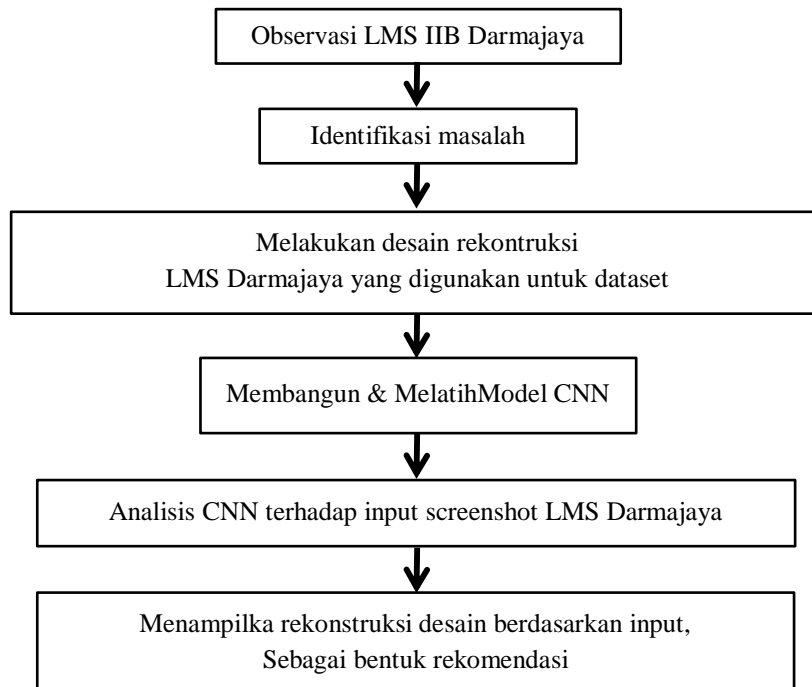 Observasi LMS IIB Darmajaya
Identifikasi masalah
Melakukan desain rekontruksi
LMS Darmajaya yang digunakan untuk dataset
Membangun & MelatihModel CNN
Analisis CNN terhadap input screenshot LMS Darmajaya
Menampilka rekonstruksi desain berdasarkan input,
Sebagai bentuk rekomendasi